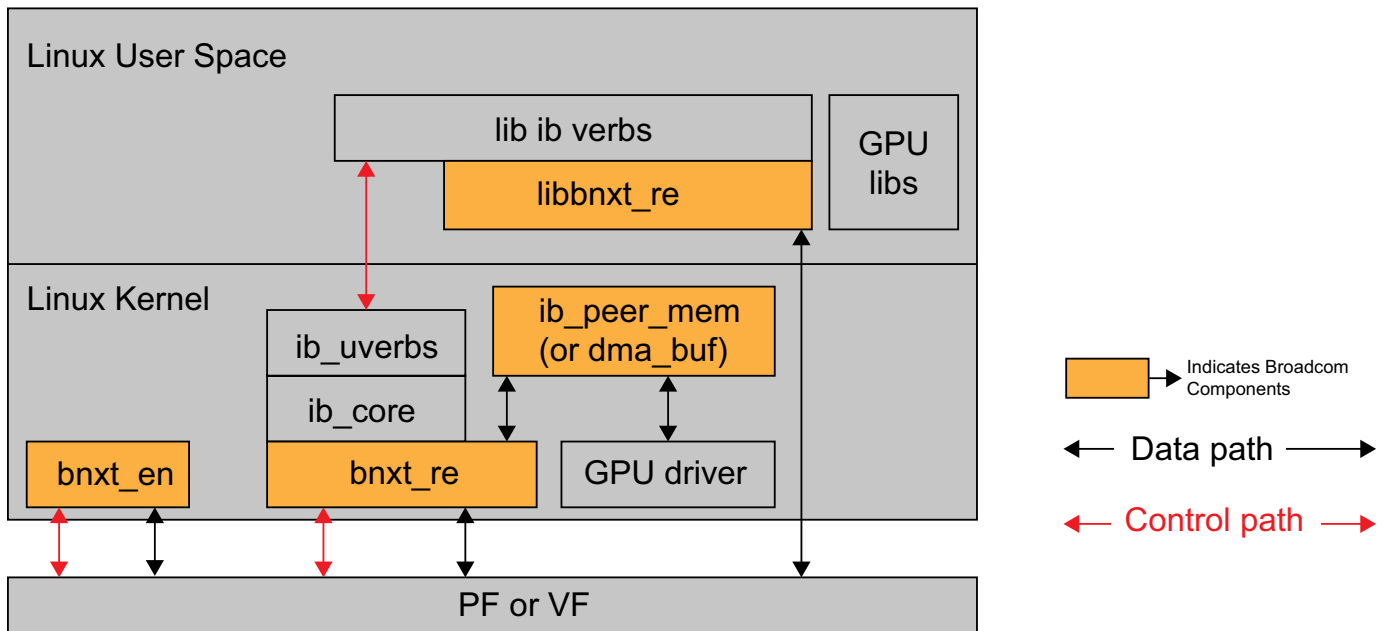 Linux User Space
lib ib verbs
GPU
libs
libbnxt_re
Linux Kernel
ib_peer_mem
(or dma_buf)
ib_uverbs
ib_core
bnxt_en
bnxt_re
GPU driver
PF or VF
Indicates Broadcom
Components
Data path
Control path